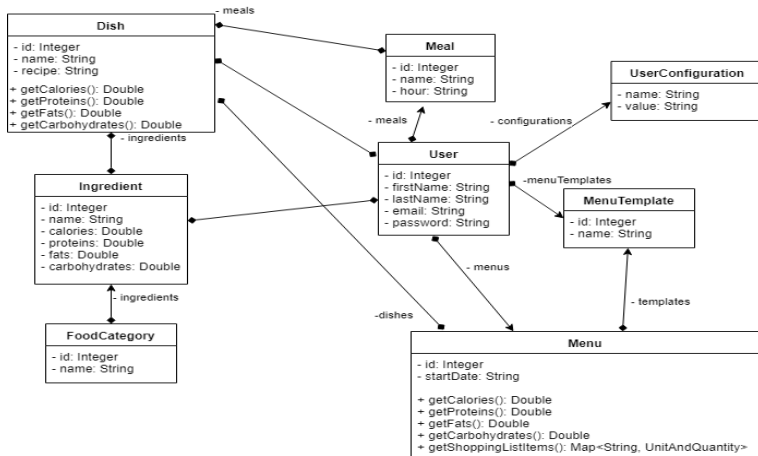 - meals
Dish
- id: Integer
- name: String
- recipe: String
+ getCalories(): Double
+ getProteins(): Double
+ getFats(): Double
+ getCarbohydrates(): Double
- ingredients
Meal
- id: Integer
- name: String
- hour: String
- meals
UserConfiguration
- name: String
- value: String
- configurations
User
- id: Integer
- firstName: String
- lastName: String
- email: String
- password: String
-menuTemplates
Ingredient
- id: Integer
- name: String
- calories: Double
- proteins: Double
- fats: Double
- carbohydrates: Double
MenuTemplate
- id: Integer
- name: String
- menus
- ingredients
- templates
-dishes
FoodCategory
- id: Integer
- name: String
Menu
- id: Integer
- startDate: String
+ getCalories(): Double
+ getProteins(): Double
+ getFats(): Double
+ getCarbohydrates(): Double
+ getShoppingListItems(): Map<String, UnitAndQuantity>